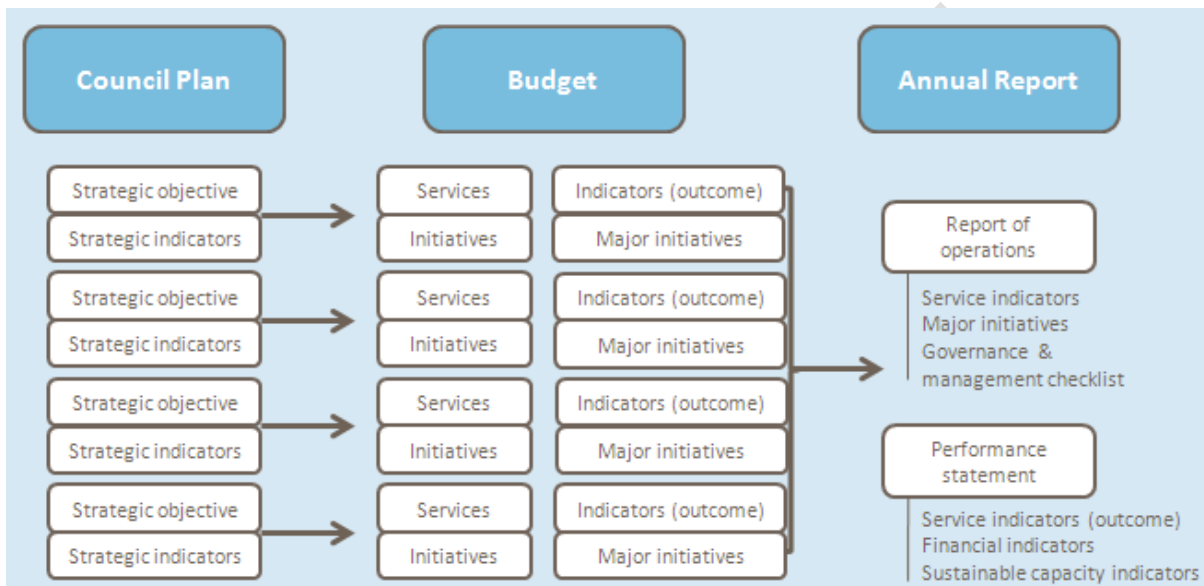 Council Plan
Budget
Annual Report
Strategic objective
Strategic indicators
Services
Initiatives
Indicators (outcome)
Major initiatives
Strategic objective
Strategic indicators
Services
Initiatives
Indicators (outcome)
Major initiatives
Strategic objective
Strategic indicators
Services
Initiatives
Indicators (outcome)
Major initiatives
Strategic objective
Strategic indicators
Services
Initiatives
Indicators (outcome)
Major initiatives
Report of
operations
Service indicators
Major initiatives
Governance &
management checklist
Performance
statement
Service indicators (outcome)
Financial indicators
Sustainable capacity indicators